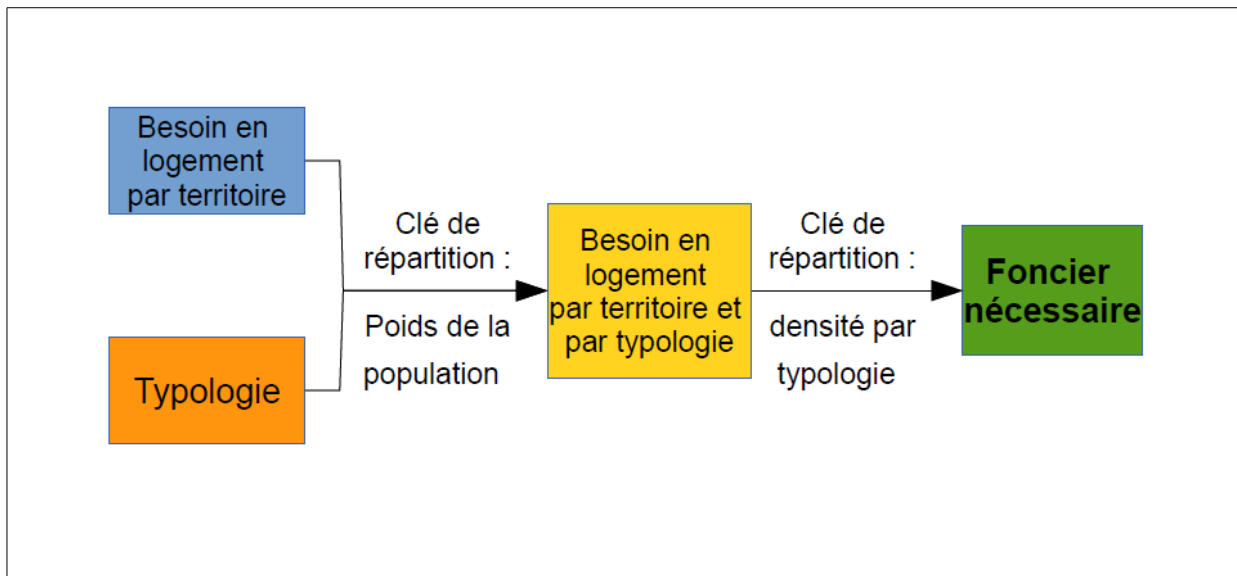 Besoin en
logement
par territoire
Typologie
Clé de
répartition :
Poids de la
population
Besoin en
logement
par territoire et
par typologie
Clé de
répartition :
densité par
typologie
Foncier
nécessaire